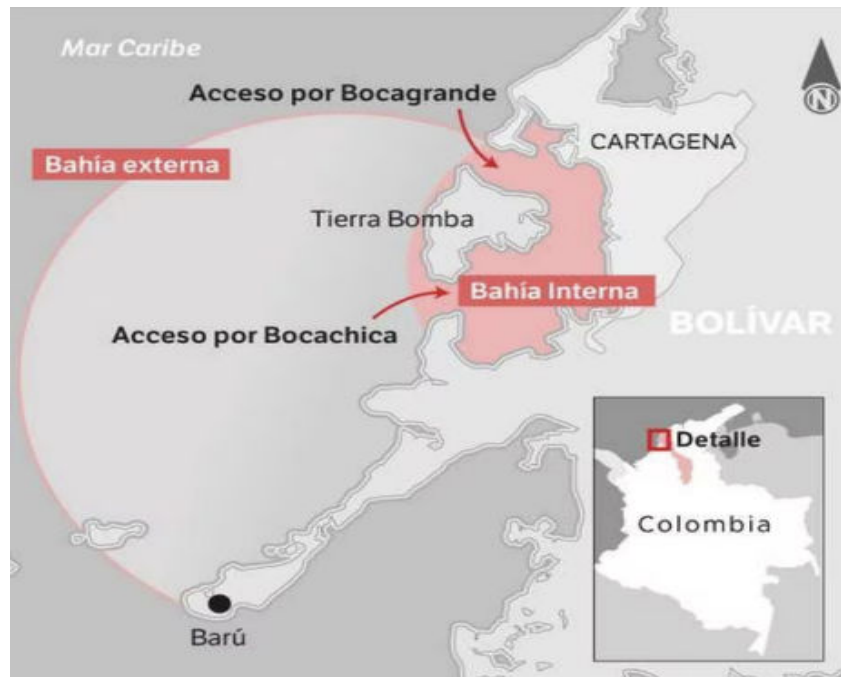 Mar Caribe
Acceso por Bocagrande
N
CARTAGENA
Bahía externa
Tierra Bomba
Bahía Interna
BOLÍVAR
Acceso por Bocachica
Detalle
Colombia
Barú